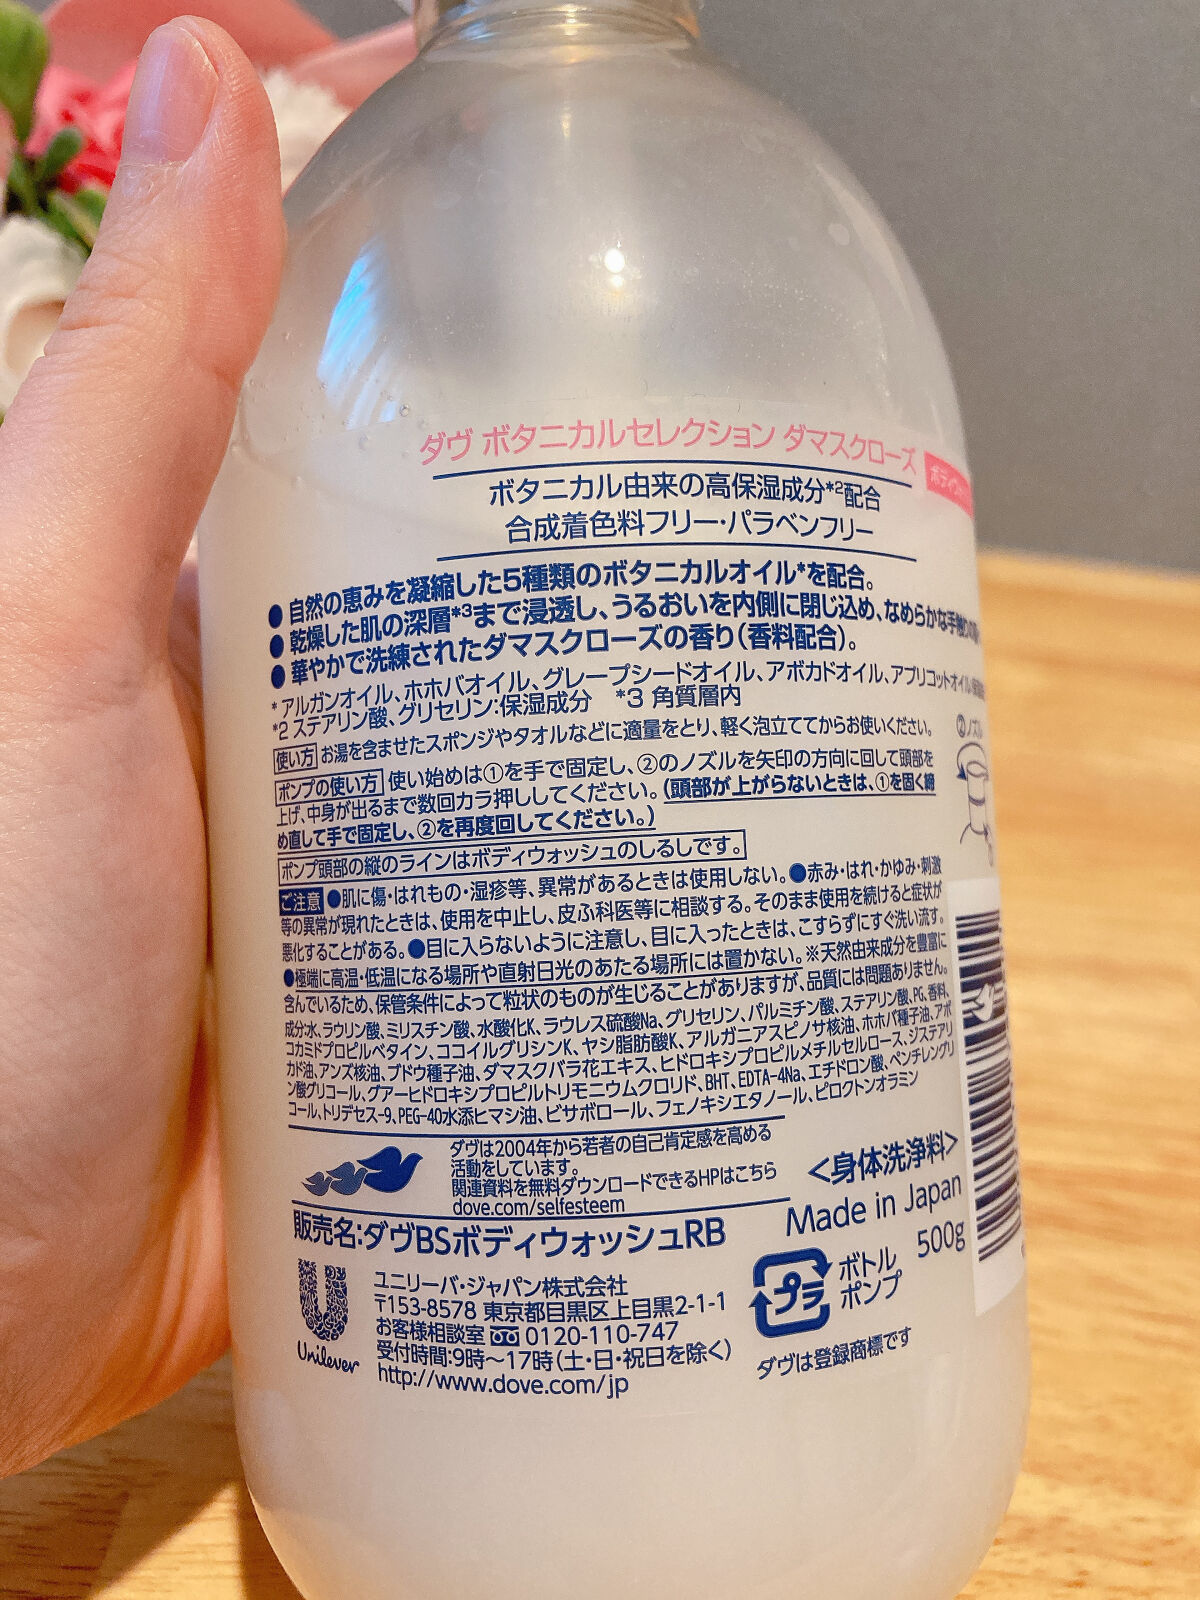 ダヴ ボタニカルセレクション ダマスクローズ
ボタニカル由来の高保湿成分*2配合
合成着色料フリー・パラベンフリー
● 自然の恵みを凝縮した5種類のボタニカルオイル*を配合。
● 乾燥した肌の深層*3まで浸透し、うるおいを内側に閉じ込め、なめらかな手触り
● 華やかで洗練されたダマスクローズの香り(香料配合)。
* アルガンオイル、ホホバオイル、グレープシードオイル、アボカドオイル、アプリコットオイル
*2 ステアリン酸、グリセリン:保湿成分 *3 角質層内
使い方 お湯を含ませたスポンジやタオルなどに適量をとり、軽く泡立ててからお使いください。
ポンプの使い方 使い始めは①を手で固定し、②のノズルを矢印の方向に回して頭部を
上げ、中身が出るまで数回カラ押ししてください。(頭部が上がらないときは、①を固く締
め直して手で固定し、②を再度回してください。)
②ノズル
ポンプ頭部の縦のラインはボディウォッシュのしるしです。
ご注意 ●肌に傷・はれもの・湿疹等、異常があるときは使用しない。●赤み・はれ・かゆみ・刺激
等の異常が現れたときは、使用を中止し、皮ふ科医等に相談する。そのまま使用を続けると症状が
悪化することがある。●目に入らないように注意し、目に入ったときは、こすらずにすぐ洗い流す。
●極端に高温・低温になる場所や直射日光のあたる場所には置かない。※天然由来成分を豊富に
含んでいるため、保管条件によって粒状のものが生じることがありますが、品質には問題ありません。
成分:水、ラウリン酸、ミリスチン酸、水酸化K、ラウレス硫酸Na、グリセリン、パルミチン酸、ステアリン酸、PG、香料、
コカミドプロピルベタイン、ココイルグリシンK、ヤシ脂肪酸K、アルガニアスピノサ核油、ホホバ種子油、アボ
カド油、アンズ核油、ブドウ種子油、ダマスクバラ花エキス、ヒドロキシプロピルメチルセルロース、ジステアリ
ン酸グリコール、グアーヒドロキシプロピルトリモニウムクロリド、BHT、EDTA-4Na、エチドロン酸、ペンチレングリ
コール、トリデセス-9、PEG-40水添ヒマシ油、ビサボロール、フェノキシエタノール、ピロクトンオラミン
ダヴは2004年から若者の自己肯定感を高める
活動をしています。
関連資料を無料ダウンロードできるHPはこちら
dove.com/selfesteem
<身体洗浄料>
Made in Japan
500g
販売名:ダヴBSボディウォッシュRB
Unilever
ユニリーバ・ジャパン株式会社
〒153-8578 東京都目黒区上目黒2-1-1
お客様相談室 0120-110-747
受付時間:9時〜17時(土・日・祝日を除く)
http://www.dove.com/jp
プラ
ボトル
ポンプ
ダヴは登録商標です